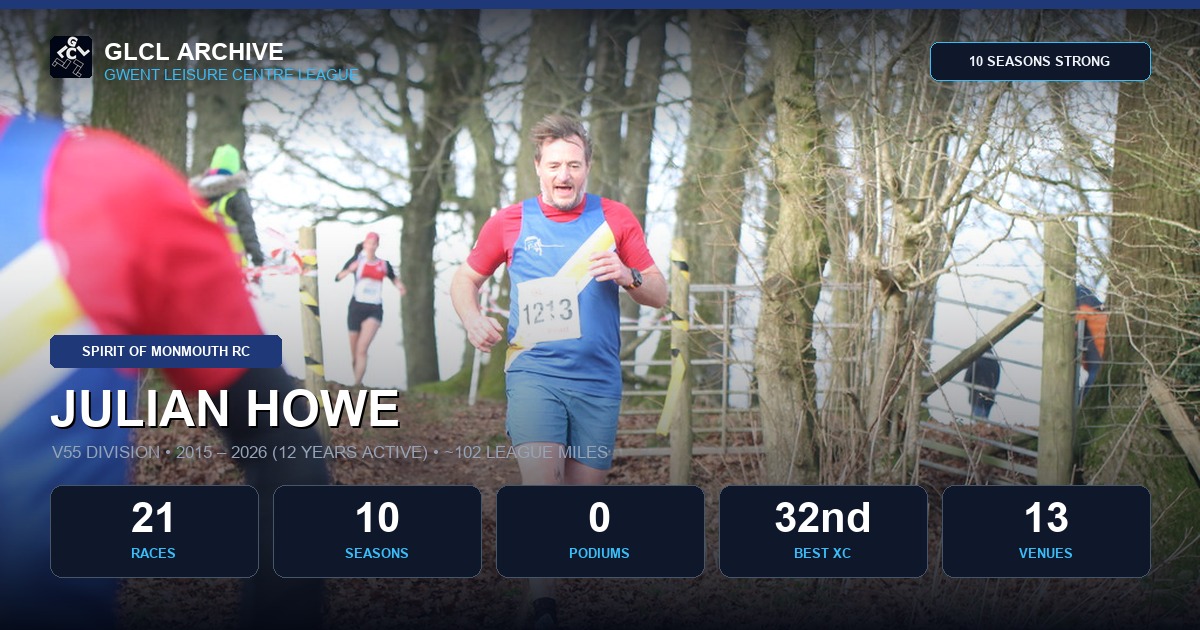 GLCL ARCHIVE
GWENT LEISURE CENTRE LEAGUE
10 SEASONS STRONG
1213
SPIRIT OF MONMOUTH RC
JULIAN HOWE
V55 DIVISION • 2015 – 2026 (12 YEARS ACTIVE) • ~102 LEAGUE MILES
21
RACES
10
SEASONS
0
PODIUMS
32nd
BEST XC
13
VENUES